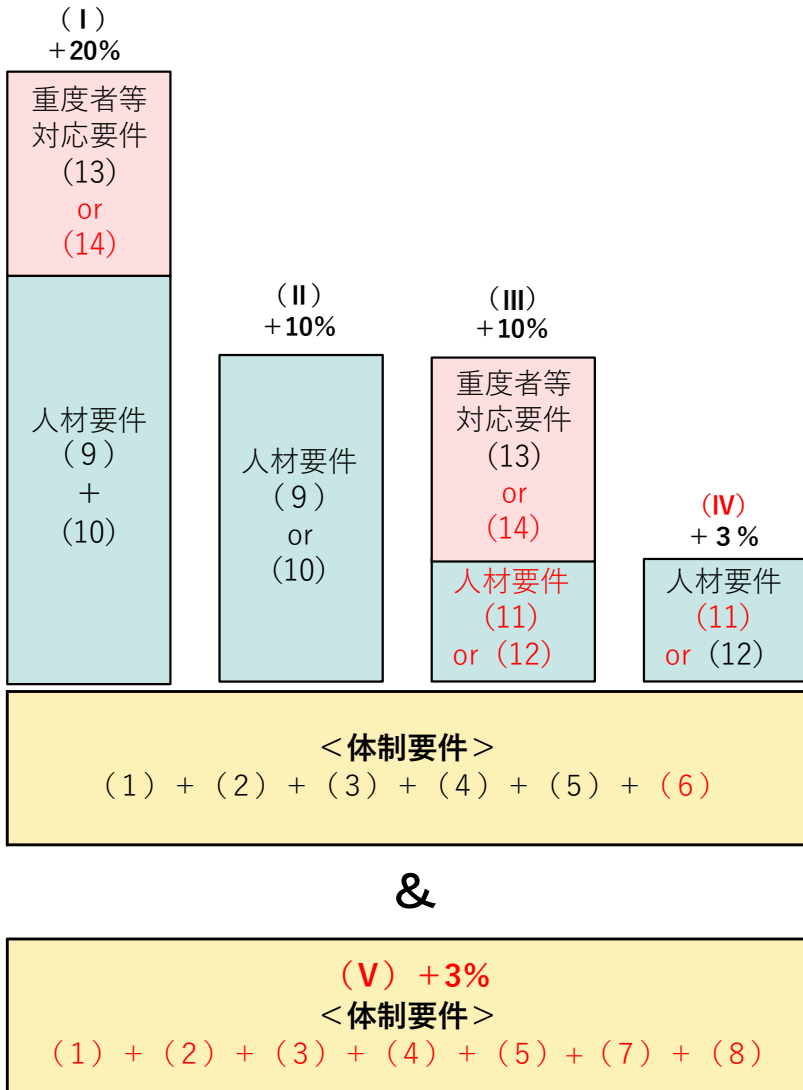 （Ⅰ）
+20%
重度者等
対応要件
(13)
or
(14)
人材要件
（９）
+
(10)
（Ⅱ）
+10%
人材要件
（９）
or
(10)
（Ⅲ）
+10%
重度者等
対応要件
(13)
or
(14)
人材要件
(11)
or (12)
（Ⅳ）
+３%
人材要件
(11)
or (12)
＜体制要件＞
（１）+（２）+（３）+（４）+（５）+（６）
&
（Ⅴ）+3%
＜体制要件＞
（１）+（２）+（３）+（４）+（５）+（７）+（８）